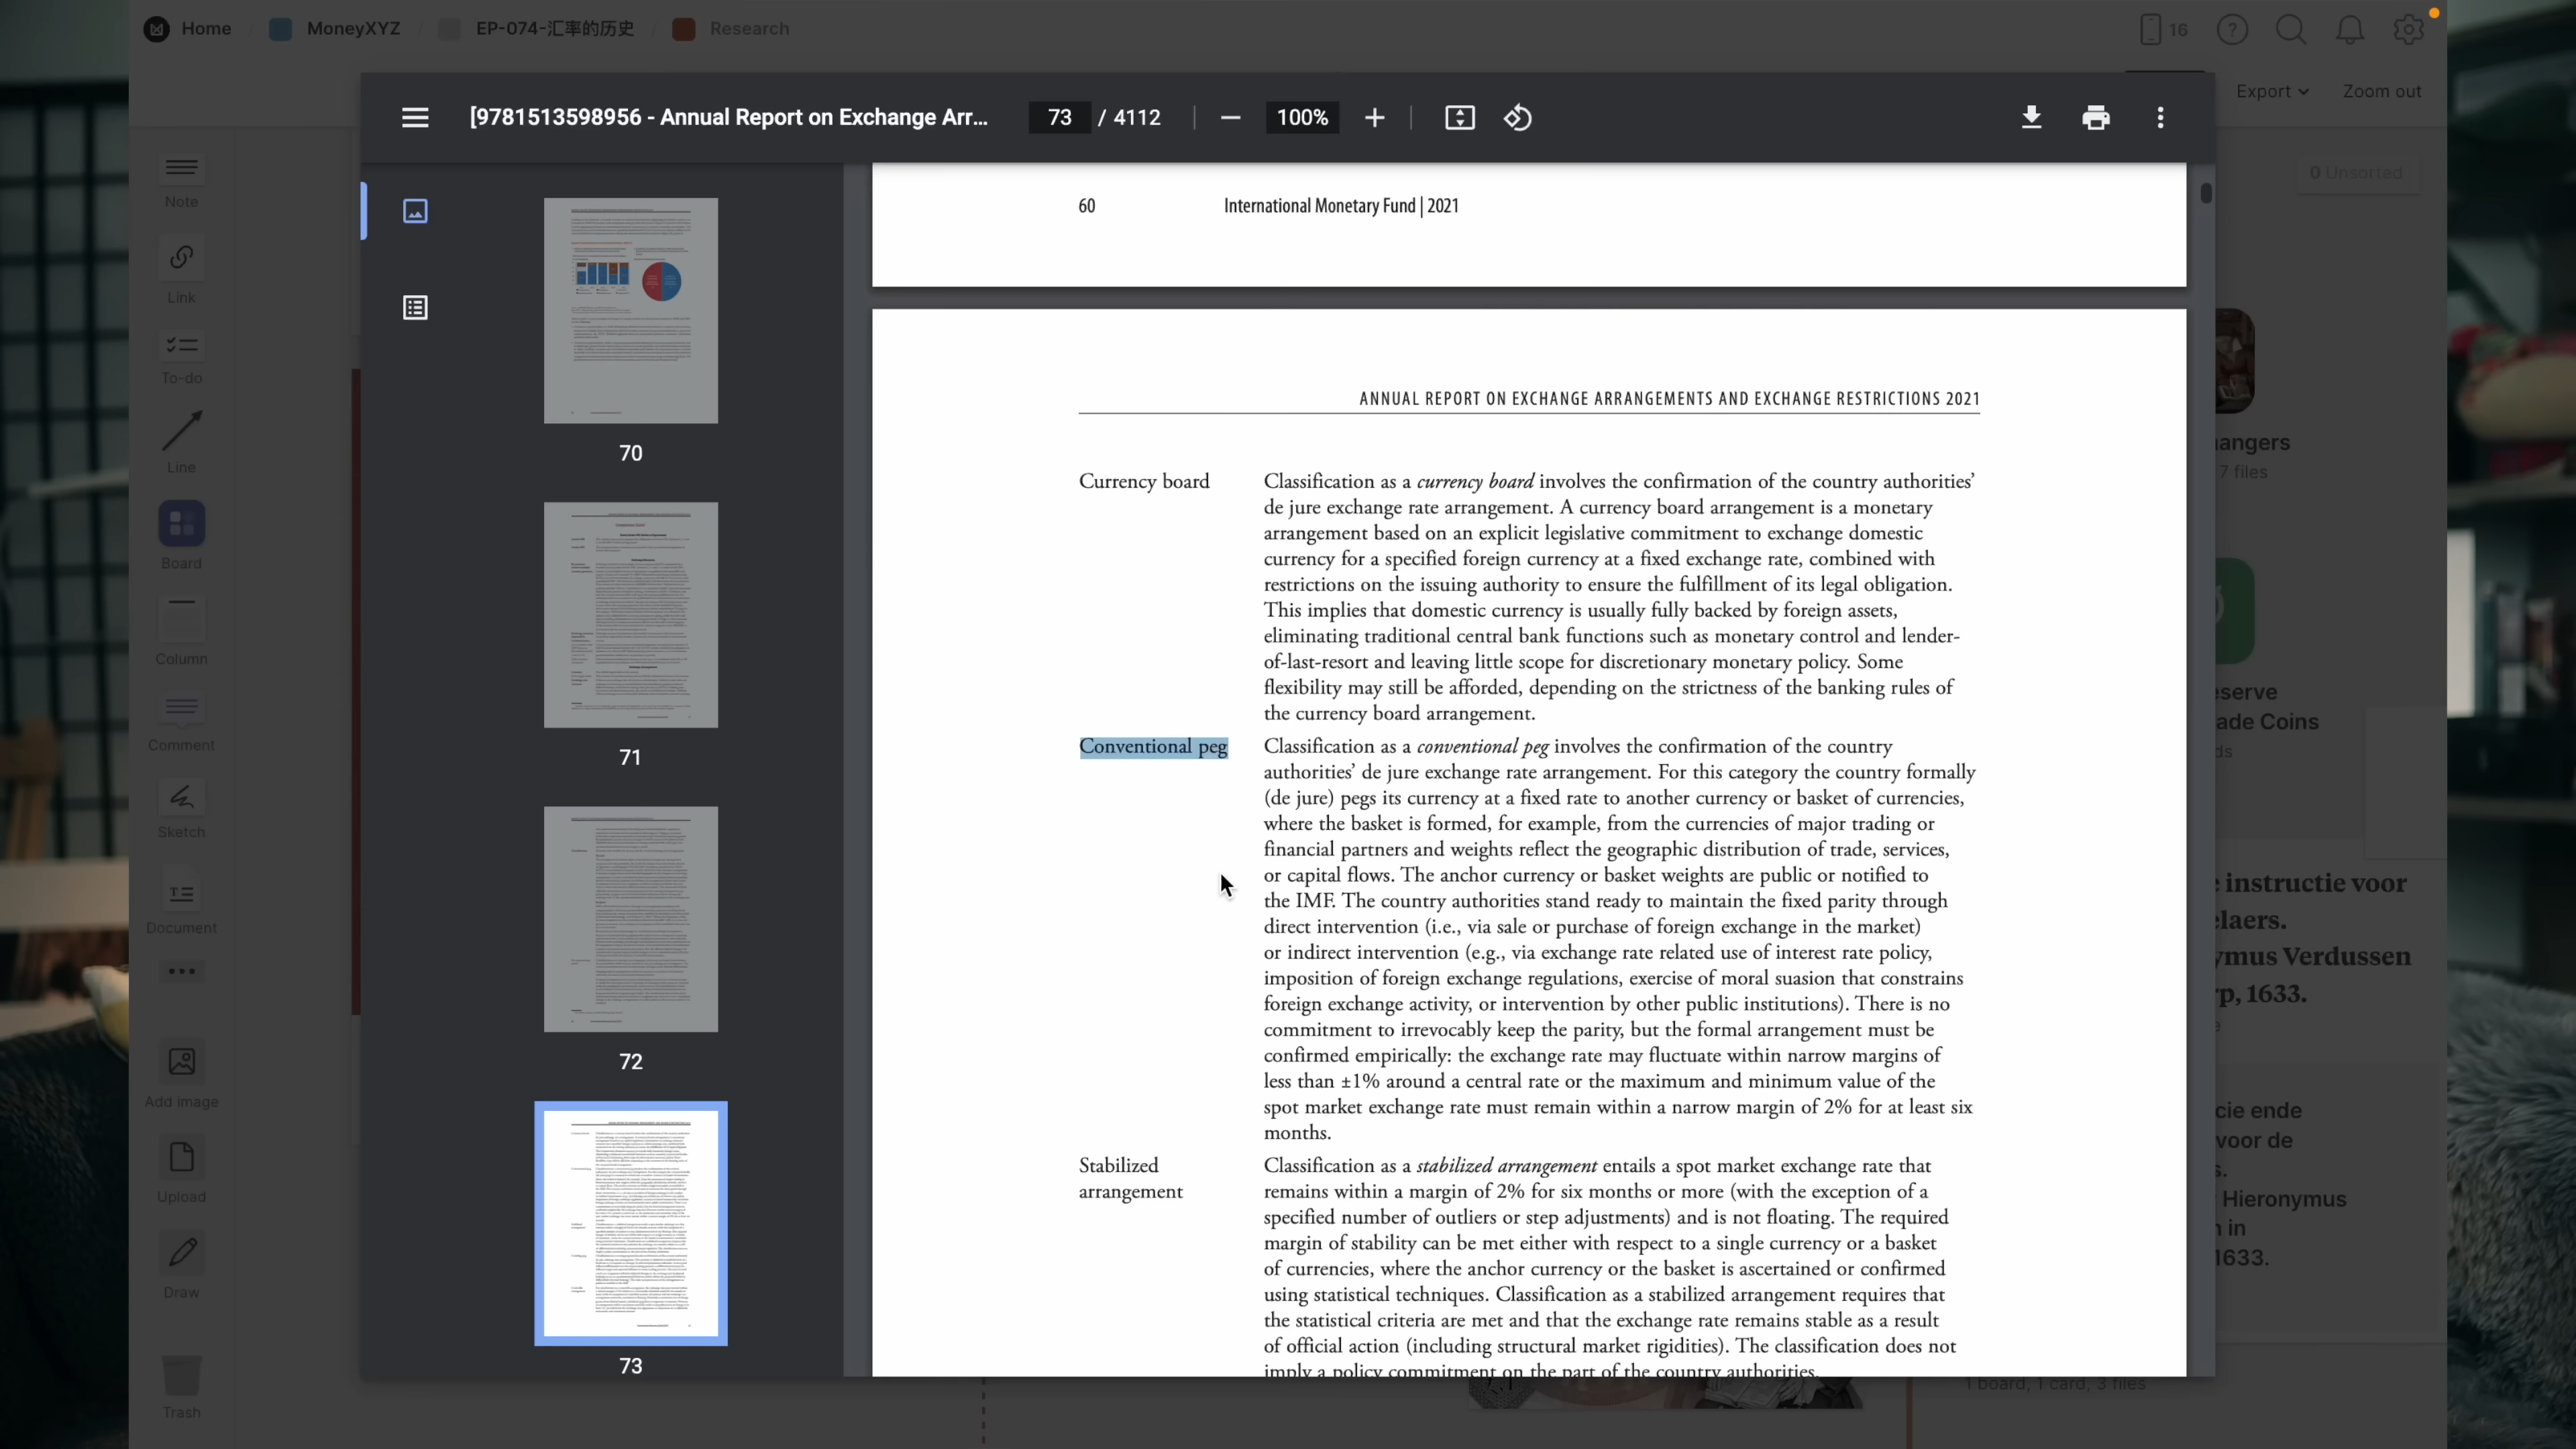 Home
MoneyXYZ
EP-074-汇率的历史
Research
16
Export
Zoom out
[9781513598956 - Annual Report on Exchange Arr...
73 / 4112
100%
0 Unsorted
Note
Link
To-do
Line
Board
Column
Comment
Sketch
Document
Add image
Upload
Draw
Trash
70
71
72
73
60 International Monetary Fund | 2021
ANNUAL REPORT ON EXCHANGE ARRANGEMENTS AND EXCHANGE RESTRICTIONS 2021
Currency board
Classification as a currency board involves the confirmation of the country authorities’
de jure exchange rate arrangement. A currency board arrangement is a monetary
arrangement based on an explicit legislative commitment to exchange domestic
currency for a specified foreign currency at a fixed exchange rate, combined with
restrictions on the issuing authority to ensure the fulfillment of its legal obligation.
This implies that domestic currency is usually fully backed by foreign assets,
eliminating traditional central bank functions such as monetary control and lender-
of-last-resort and leaving little scope for discretionary monetary policy. Some
flexibility may still be afforded, depending on the strictness of the banking rules of
the currency board arrangement.
Conventional peg
Classification as a conventional peg involves the confirmation of the country
authorities’ de jure exchange rate arrangement. For this category the country formally
(de jure) pegs its currency at a fixed rate to another currency or basket of currencies,
where the basket is formed, for example, from the currencies of major trading or
financial partners and weights reflect the geographic distribution of trade, services,
or capital flows. The anchor currency or basket weights are public or notified to
the IMF. The country authorities stand ready to maintain the fixed parity through
direct intervention (i.e., via sale or purchase of foreign exchange in the market)
or indirect intervention (e.g., via exchange rate related use of interest rate policy,
imposition of foreign exchange regulations, exercise of moral suasion that constrains
foreign exchange activity, or intervention by other public institutions). There is no
commitment to irrevocably keep the parity, but the formal arrangement must be
confirmed empirically: the exchange rate may fluctuate within narrow margins of
less than ±1% around a central rate or the maximum and minimum value of the
spot market exchange rate must remain within a narrow margin of 2% for at least six
months.
Stabilized
arrangement
Classification as a stabilized arrangement entails a spot market exchange rate that
remains within a margin of 2% for six months or more (with the exception of a
specified number of outliers or step adjustments) and is not floating. The required
margin of stability can be met either with respect to a single currency or a basket
of currencies, where the anchor currency or the basket is ascertained or confirmed
using statistical techniques. Classification as a stabilized arrangement requires that
the statistical criteria are met and that the exchange rate remains stable as a result
of official action (including structural market rigidities). The classification does not
imply a policy commitment on the part of the country authorities.
angers
7 files
serve
ade Coins
ds
instructie voor
laers.
ymus Verdussen
rp, 1633.
cie ende
voor de
s.
Hieronymus
in
1633.
1 board, 1 card, 3 files